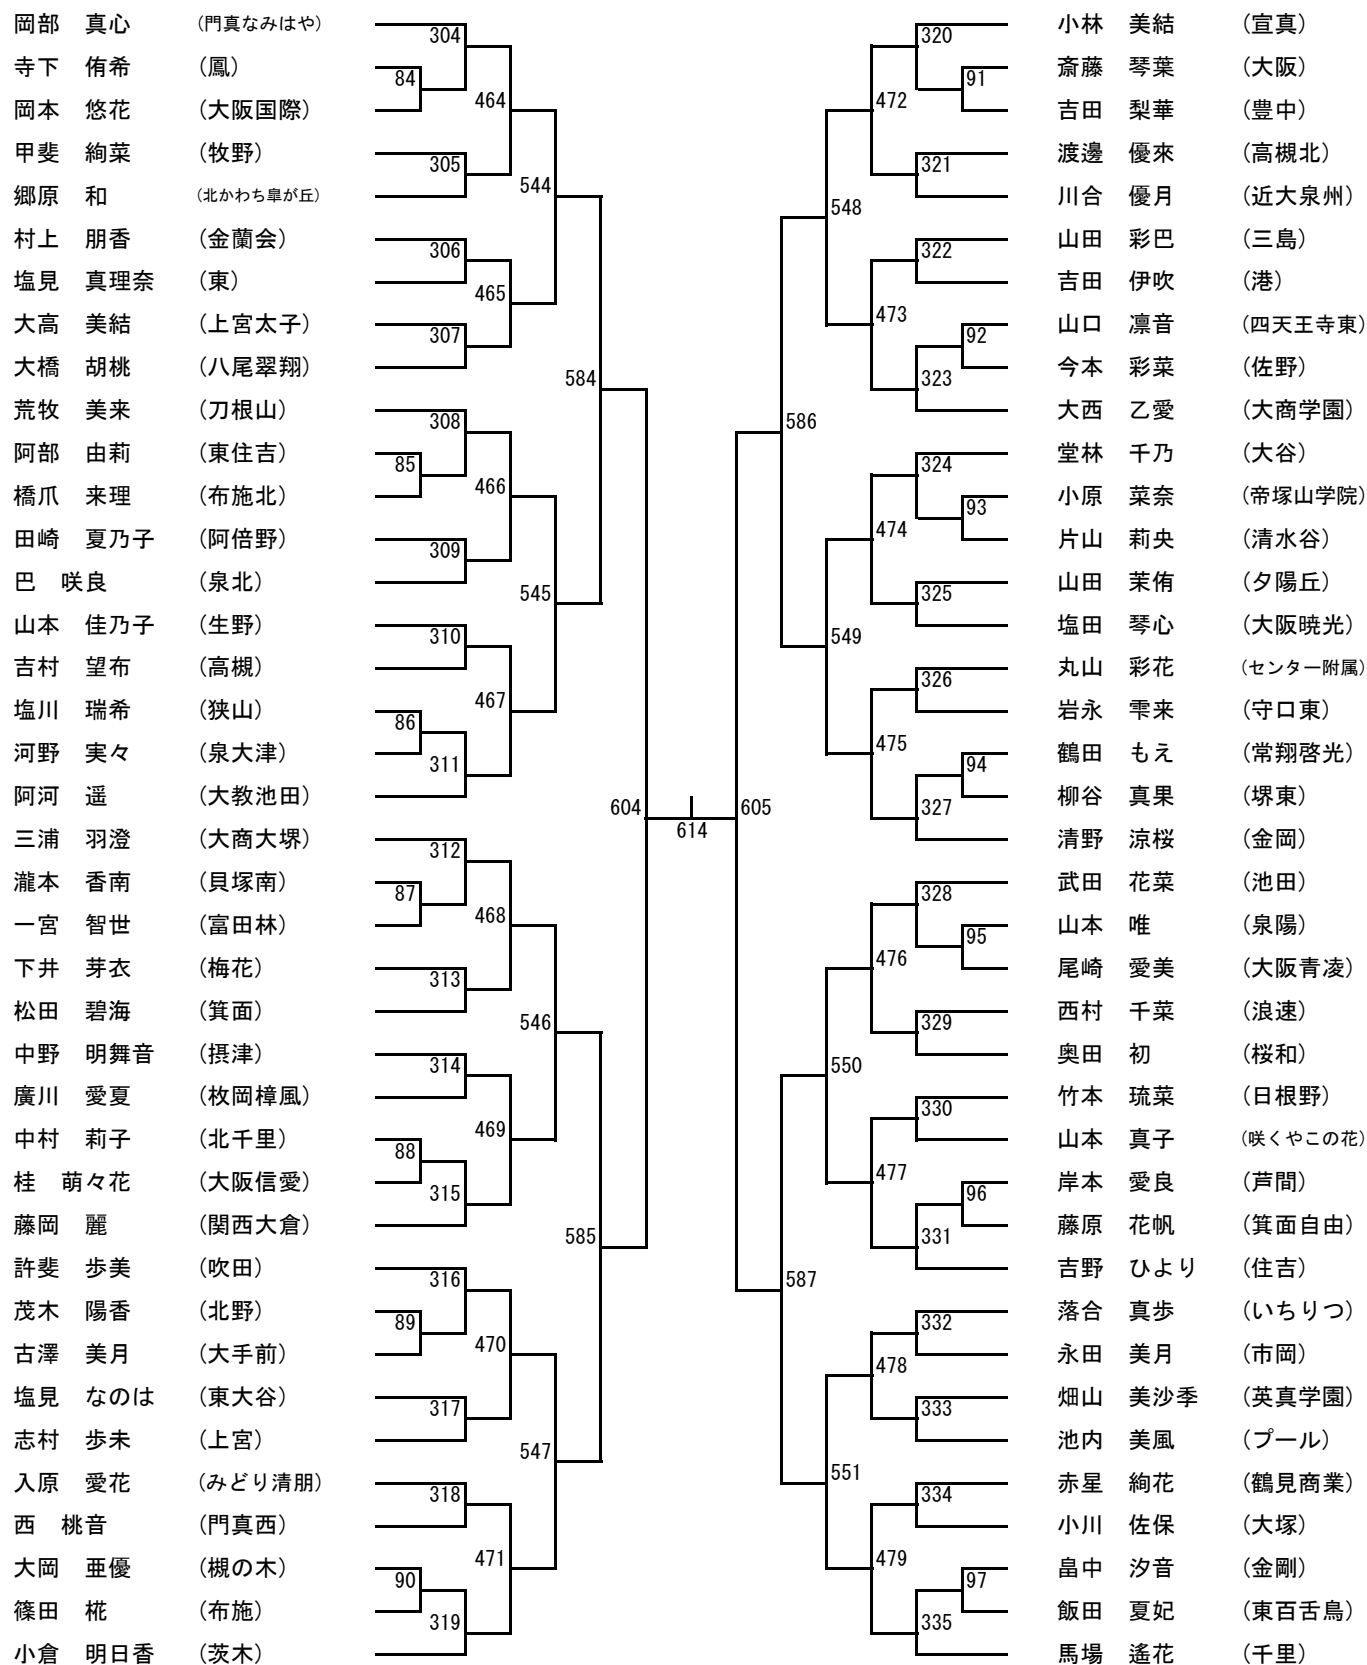 岡部 真心 (門真なみはや)
寺下 侑希 (鳳)
岡本 悠花 (大阪国際)
甲斐 絢菜 (牧野)
郷原 和 (北かわち皐が丘)
村上 朋香 (金蘭会)
塩見 真理奈 (東)
大高 美結 (上宮太子)
大橋 胡桃 (八尾翠翔)
荒牧 美来 (刀根山)
阿部 由莉 (東住吉)
橋爪 来理 (布施北)
田崎 夏乃子 (阿倍野)
巴 咲良 (泉北)
山本 佳乃子 (生野)
吉村 望布 (高槻)
塩川 瑞希 (狭山)
河野 実々 (泉大津)
阿河 遥 (大教池田)
三浦 羽澄 (大商大堺)
瀧本 香南 (貝塚南)
一宮 智世 (富田林)
下井 芽衣 (梅花)
松田 碧海 (箕面)
中野 明舞音 (摂津)
廣川 愛夏 (枚岡樟風)
中村 莉子 (北千里)
桂 萌々花 (大阪信愛)
藤岡 麗 (関西大倉)
許斐 歩美 (吹田)
茂木 陽香 (北野)
古澤 美月 (大手前)
塩見 なのは (東大谷)
志村 歩未 (上宮)
入原 愛花 (みどり清朋)
西 桃音 (門真西)
大岡 亜優 (槻の木)
篠田 椛 (布施)
小倉 明日香 (茨木)
84
85
86
87
88
89
90
304
305
306
307
308
309
310
311
312
313
314
315
316
317
318
319
464
465
466
467
468
469
470
471
544
545
546
547
584
585
604
614
605
586
587
548
549
550
551
472
473
474
475
476
477
478
479
320
321
322
323
324
325
326
327
328
329
330
331
332
333
334
335
91
92
93
94
95
96
97
小林 美結 (宣真)
斎藤 琴葉 (大阪)
吉田 梨華 (豊中)
渡邊 優來 (高槻北)
川合 優月 (近大泉州)
山田 彩巴 (三島)
吉田 伊吹 (港)
山口 凛音 (四天王寺東)
今本 彩菜 (佐野)
大西 乙愛 (大商学園)
堂林 千乃 (大谷)
小原 菜奈 (帝塚山学院)
片山 莉央 (清水谷)
山田 茉侑 (夕陽丘)
塩田 琴心 (大阪暁光)
丸山 彩花 (センター附属)
岩永 雫来 (守口東)
鶴田 もえ (常翔啓光)
柳谷 真果 (堺東)
清野 涼桜 (金岡)
武田 花菜 (池田)
山本 唯 (泉陽)
尾崎 愛美 (大阪青凌)
西村 千菜 (浪速)
奥田 初 (桜和)
竹本 琉菜 (日根野)
山本 真子 (咲くやこの花)
岸本 愛良 (芦間)
藤原 花帆 (箕面自由)
吉野 ひより (住吉)
落合 真歩 (いちりつ)
永田 美月 (市岡)
畑山 美沙季 (英真学園)
池内 美風 (プール)
赤星 絢花 (鶴見商業)
小川 佐保 (大塚)
畠中 汐音 (金剛)
飯田 夏妃 (東百舌鳥)
馬場 遙花 (千里)